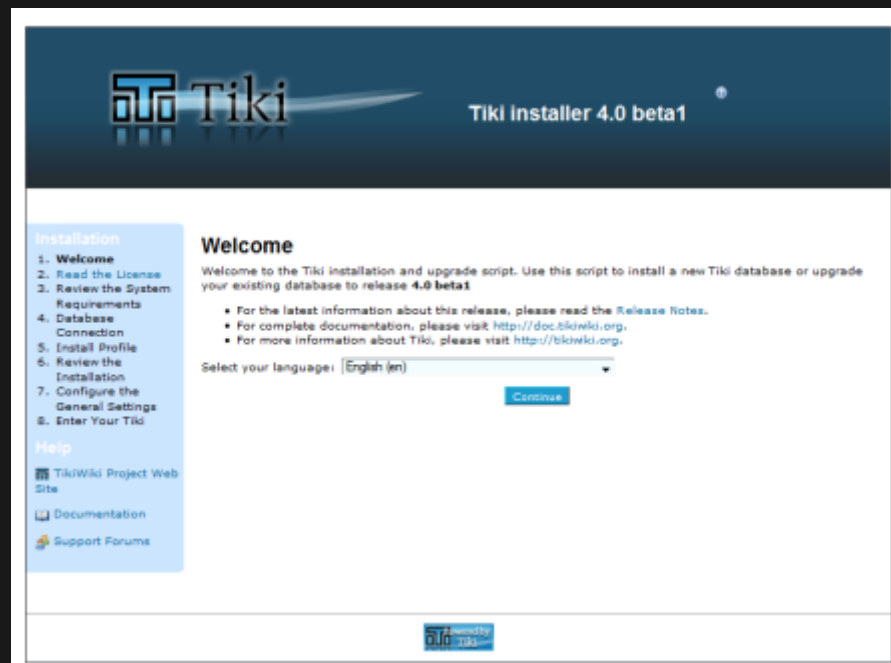 Tiki
Tiki installer 4.0 beta1
Installation
1. Welcome
2. Read the License
3. Review the System
Requirements
4. Database
Connection
5. Install Profile
6. Review the
Installation
7. Configure the
General Settings
8. Enter Your Tiki
Help
TikiWiki Project Web
Site
Documentation
Support Forums
Welcome
Welcome to the Tiki installation and upgrade script. Use this script to install a new Tiki database or upgrade
your existing database to release 4.0 beta1
• For the latest information about this release, please read the Release Notes.
• For complete documentation, please visit http://doc.tikiwiki.org.
• For more information about Tiki, please visit http://tikiwiki.org.
Select your language: English (en)
Continue
Powered by
Tiki